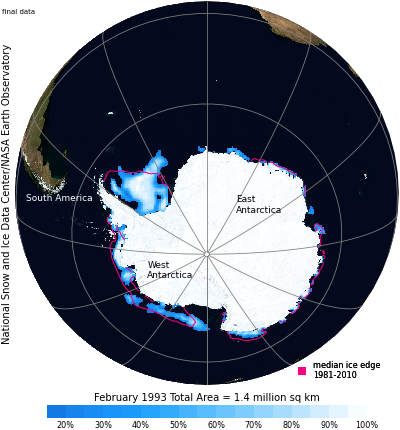 final data
National Snow and Ice Data Center/NASA Earth Observatory
South America
East
Antarctica
West
Antarctica
median ice edge
1981-2010
February 1993 Total Area = 1.4 million sq km
20% 30% 40% 50% 60% 70% 80% 90% 100%